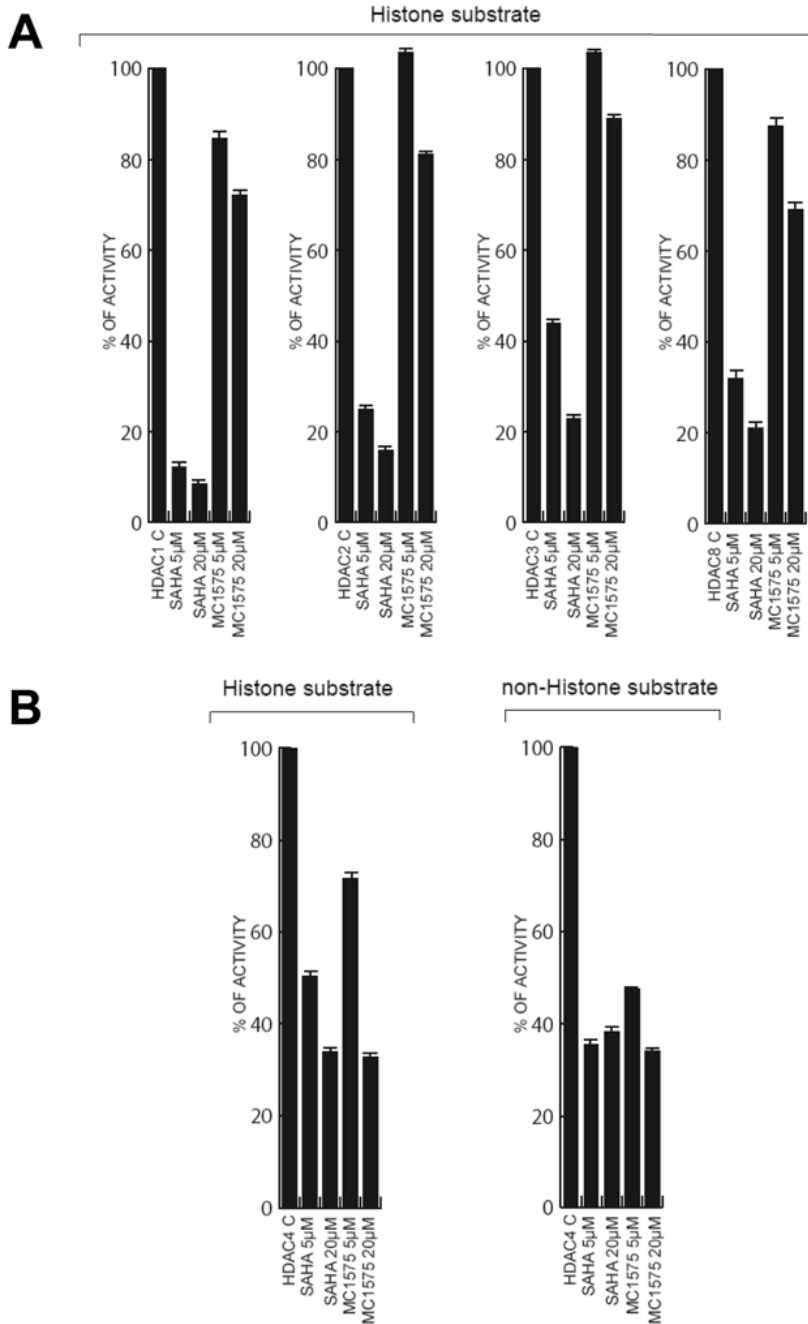 A
Histone substrate
100
80
60
40
20
0
% OF ACTIVITY
HDAC1 C
SAHA 5µM
SAHA 20µM
MC1575 5µM
MC1575 20µM
100
80
60
40
20
0
% OF ACTIVITY
HDAC2 C
SAHA 5µM
SAHA 20µM
MC1575 5µM
MC1575 20µM
100
80
60
40
20
0
% OF ACTIVITY
HDAC3 C
SAHA 5µM
SAHA 20µM
MC1575 5µM
MC1575 20µM
100
80
60
40
20
0
% OF ACTIVITY
HDAC8 C
SAHA 5µM
SAHA 20µM
MC1575 5µM
MC1575 20µM
B
Histone substrate
100
80
60
40
20
0
% OF ACTIVITY
HDAC4 C
SAHA 5µM
SAHA 20µM
MC1575 5µM
MC1575 20µM
non-Histone substrate
100
80
60
40
20
0
% OF ACTIVITY
HDAC4 C
SAHA 5µM
SAHA 20µM
MC1575 5µM
MC1575 20µM